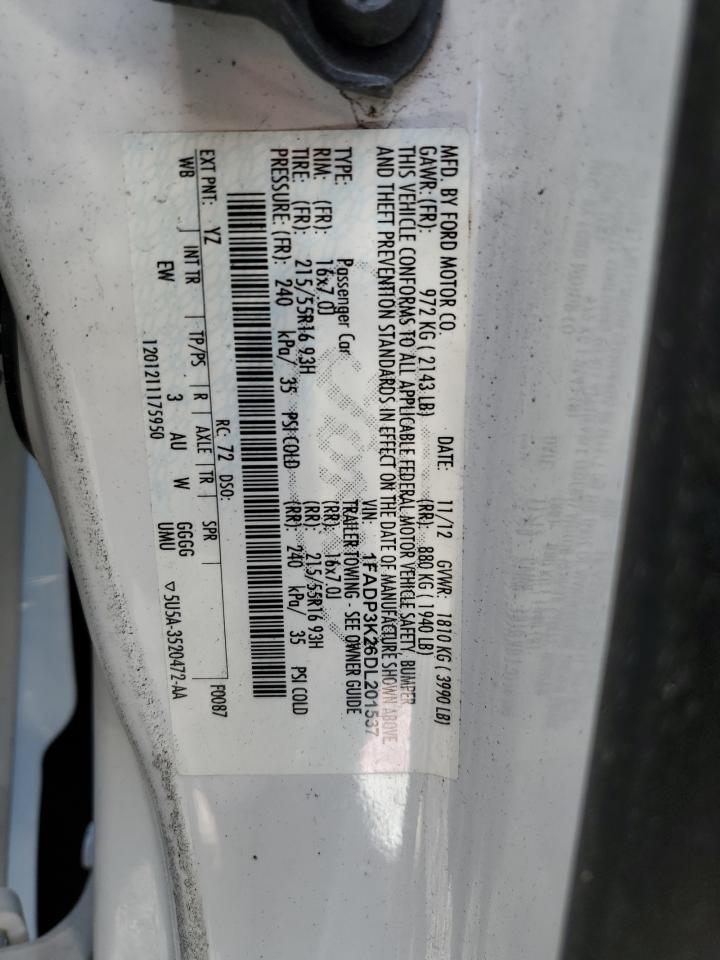 MFD. BY FORD MOTOR CO. DATE: 11/12 GVWR: 1810 KG ( 3990 LB)
GAWR: (FR): 972 KG ( 2143 LB) (RR): 880 KG ( 1940 LB)
THIS VEHICLE CONFORMS TO ALL APPLICABLE FEDERAL MOTOR VEHICLE SAFETY, BUMPER
AND THEFT PREVENTION STANDARDS IN EFFECT ON THE DATE OF MANUFACTURE SHOWN ABOVE
VIN: 1FADP3K26DL201537
TYPE: Passenger Car TRAILER TOWING - SEE OWNER GUIDE
RIM: (FR): 16x7.0J (RR): 16x7.0J
TIRE: (FR): 215/55R16 93H (RR): 215/55R16 93H
PRESSURE: (FR): 240 kPa/ 35 PSI COLD (RR): 240 kPa/ 35 PSI COLD
RC: 72 DSO: F0087
EXT PNT: YZ INT TR TP/PS R AXLE TR SPR
WB EW 3 AU W GGGG
1201211175950 UMU ▽5U5A-3520472-AA